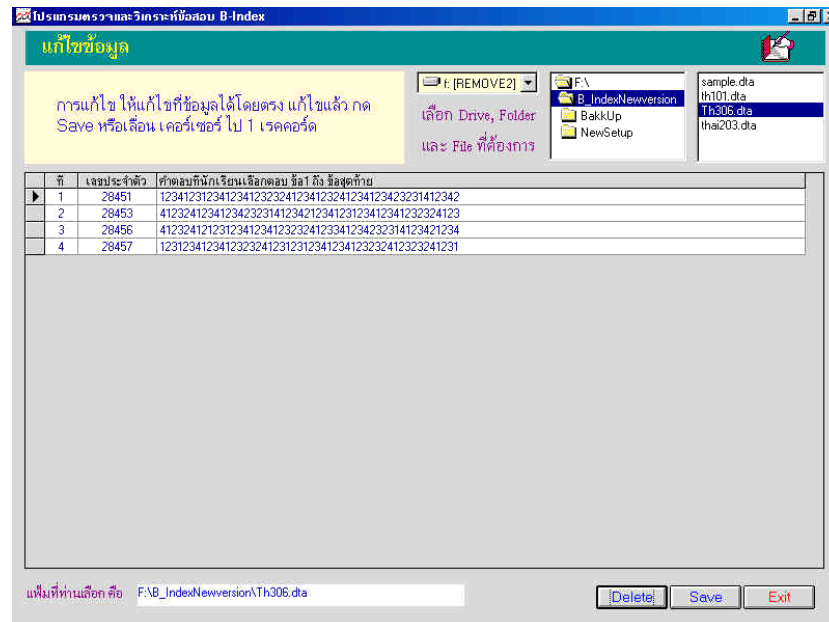 โปรแกรมตรวจและวิเคราะห์ข้อสอบ B-Index
แก้ไขข้อมูล
การแก้ไข ให้แก้ไขที่ข้อมูลได้โดยตรง แก้ไขแล้ว กด
Save หรือเลื่อน เคอร์เซอร์ ไป 1 เรคคอร์ด
f: [REMOVE2]
เลือก Drive, Folder
และ File ที่ต้องการ
F:\
B_IndexNewversion
BakkUp
NewSetup
sample.dta
th101.dta
Th306.dta
thai203.dta
ที่ เลขประจำตัว คำตอบที่นักเรียนเลือกตอบ ข้อ1 ถึง ข้อสุดท้าย
1 28451 12341231234123412323241234123241234123423231412342
2 28453 41232412341234232314123421234123123412341232324123
3 28456 41232412123123412341232324123341234232314123421234
4 28457 12312341234123232412312312341234123232412323241231
แฟ้มที่ท่านเลือก คือ F:\B_IndexNewversion\Th306.dta
Delete Save Exit